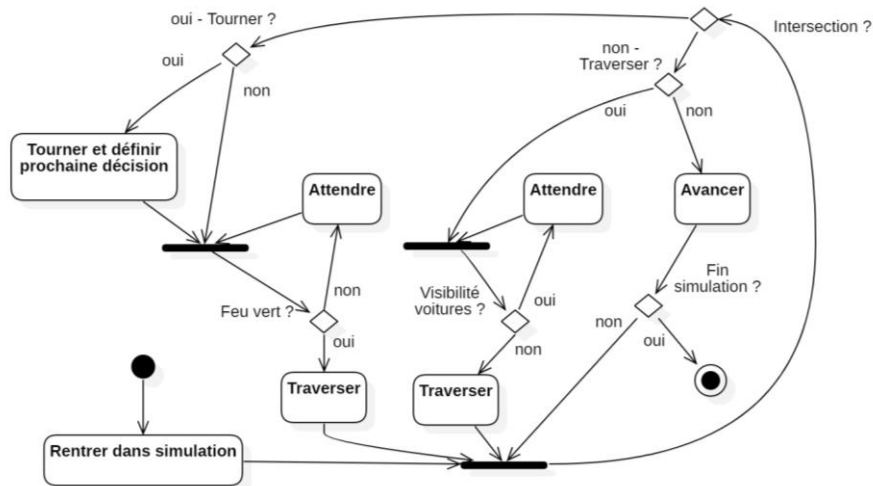 oui - Tourner ?
Intersection ?
oui
non
non -
Traverser ?
oui
non
Tourner et définir
prochaine décision
Attendre
Attendre
Avancer
Feu vert ?
non
Visibilité
voitures ?
oui
Fin
simulation ?
oui
non
non
oui
Traverser
Traverser
Rentrer dans simulation